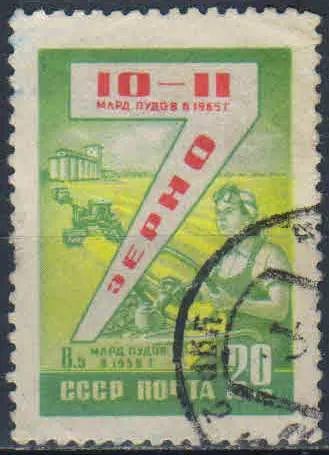 10-11
МЛРД. ПУДОВ В 1965 Г.
ЗЕРНО
8.5 МЛРД ПУДОВ
В 1958 Г.
СССР ПОЧТА 20